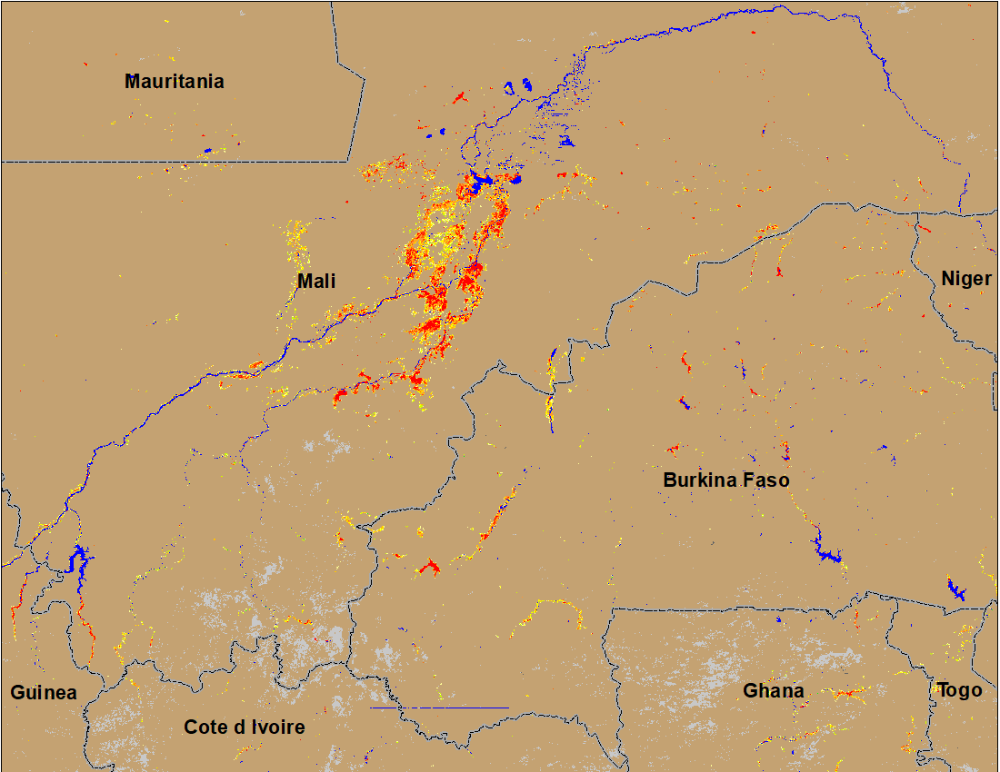 Mauritania
Mali
Niger
Burkina Faso
Guinea
Ghana
Togo
Cote d Ivoire